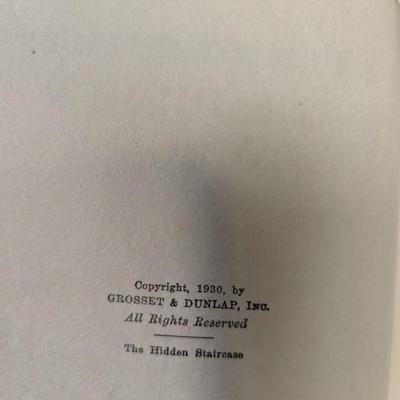 Copyright, 1930, by
GROSSET & DUNLAP, INC.
All Rights Reserved
The Hidden Staircase